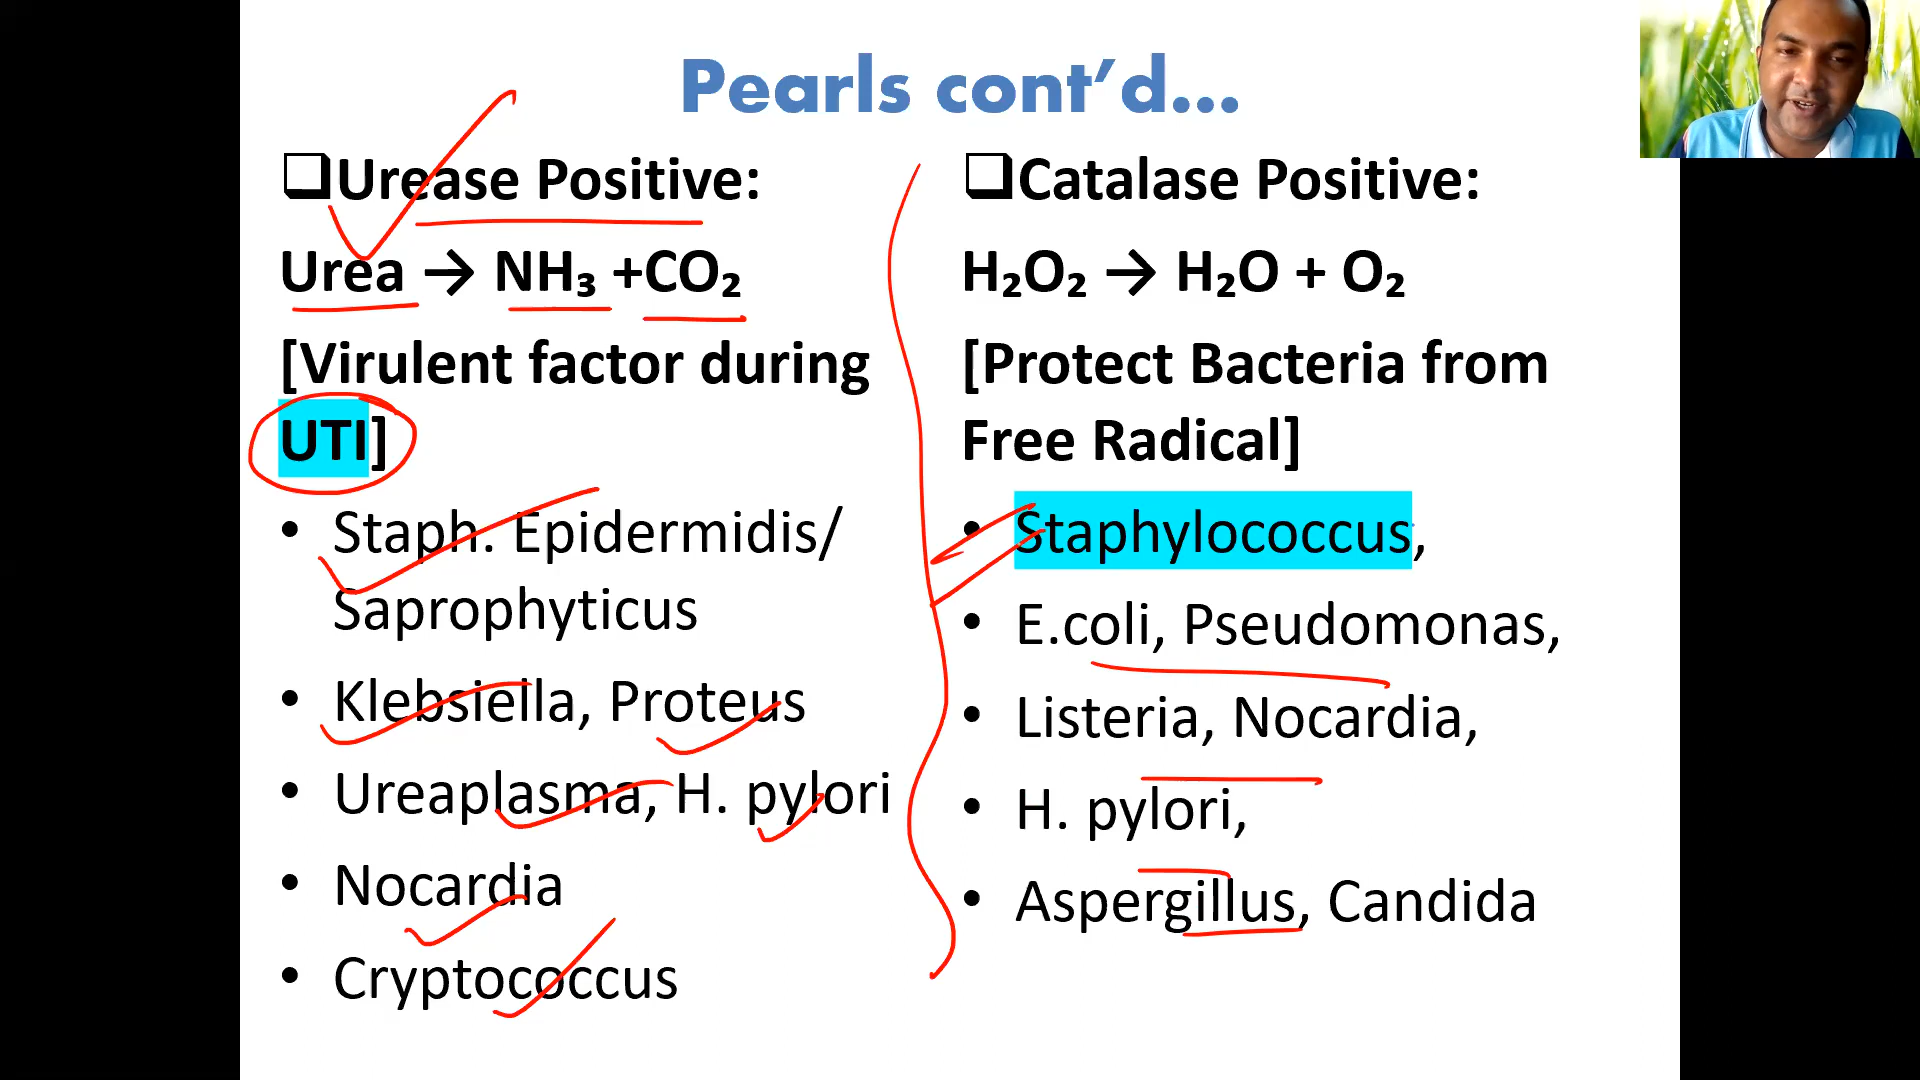 Pearls cont’d...
❑Urease Positive:
Urea → NH₃ +CO₂
[Virulent factor during
UTI]
• Staph. Epidermidis/
Saprophyticus
• Klebsiella, Proteus
• Ureaplasma, H. pylori
• Nocardia
• Cryptococcus
❑Catalase Positive:
H₂O₂ → H₂O + O₂
[Protect Bacteria from
Free Radical]
• Staphylococcus,
• E.coli, Pseudomonas,
• Listeria, Nocardia,
• H. pylori,
• Aspergillus, Candida